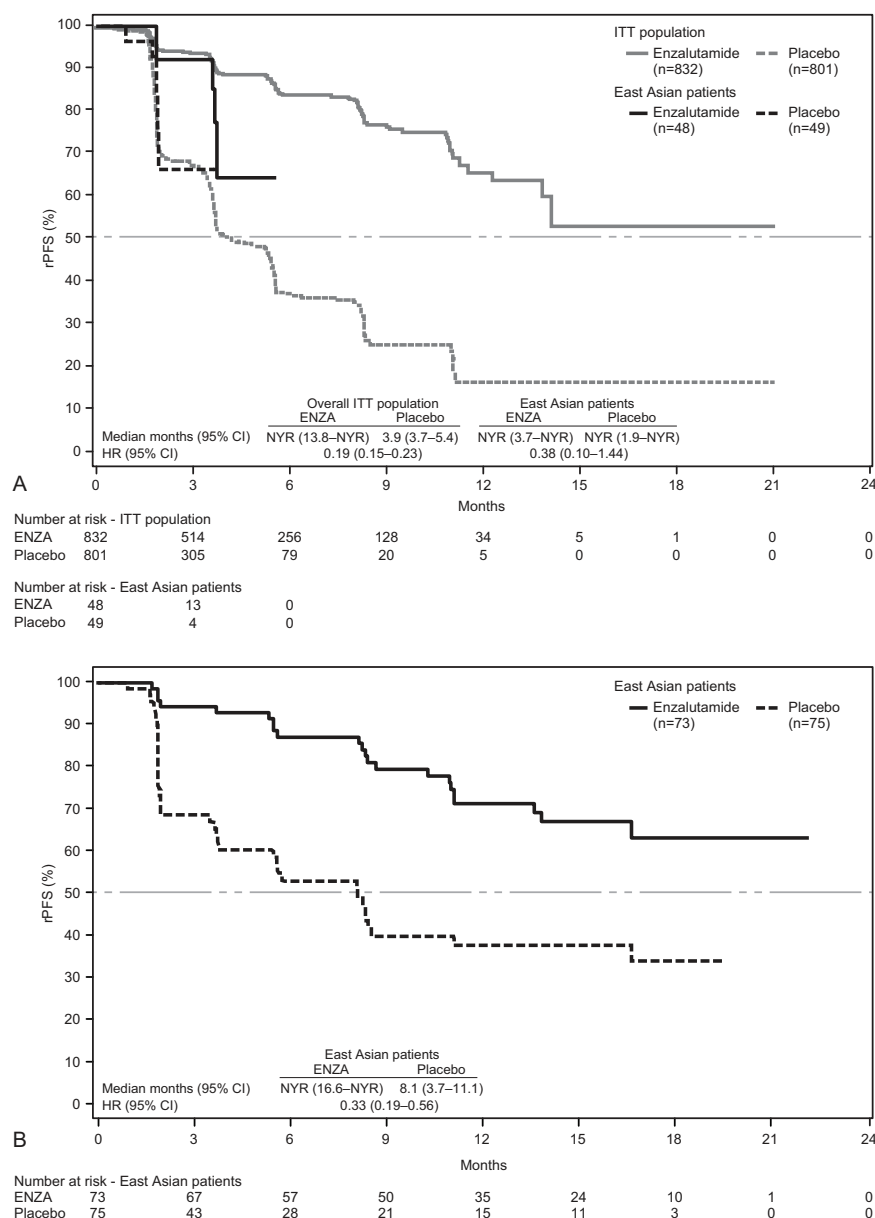 ITT population
Enzalutamide (n=832) Placebo (n=801)
East Asian patients
Enzalutamide (n=48) Placebo (n=49)
rPFS (%)
100
90
80
70
60
50
40
30
20
10
0
Overall ITT population East Asian patients
ENZA Placebo ENZA Placebo
Median months (95% CI) NYR (13.8–NYR) 3.9 (3.7–5.4) NYR (3.7–NYR) NYR (1.9–NYR)
HR (95% CI) 0.19 (0.15–0.23) 0.38 (0.10–1.44)
0 3 6 9 12 15 18 21 24
A
Months
Number at risk - ITT population
ENZA 832 514 256 128 34 5 1 0 0
Placebo 801 305 79 20 5 0 0 0 0
Number at risk - East Asian patients
ENZA 48 13 0
Placebo 49 4 0
East Asian patients
Enzalutamide (n=73) Placebo (n=75)
rPFS (%)
100
90
80
70
60
50
40
30
20
10
0
East Asian patients
ENZA Placebo
Median months (95% CI) NYR (16.6–NYR) 8.1 (3.7–11.1)
HR (95% CI) 0.33 (0.19–0.56)
0 3 6 9 12 15 18 21 24
B
Months
Number at risk - East Asian patients
ENZA 73 67 57 50 35 24 10 1 0
Placebo 75 43 28 21 15 11 3 0 0